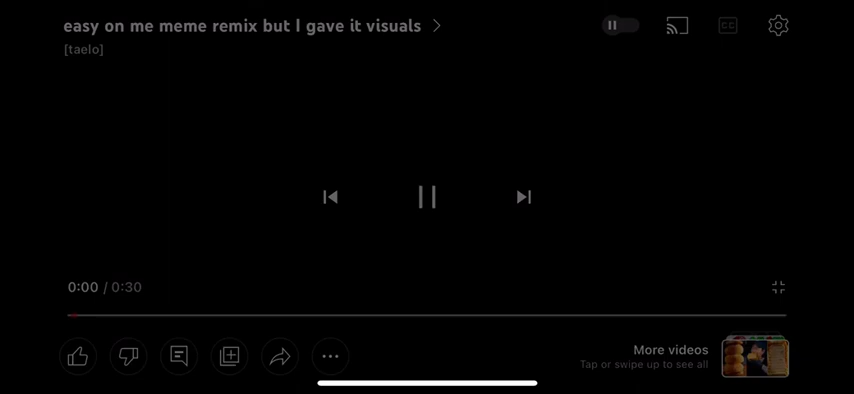 easy on me meme remix but I gave it visuals
[taelo]
CC
0:00 / 0:30
More videos
Tap or swipe up to see all